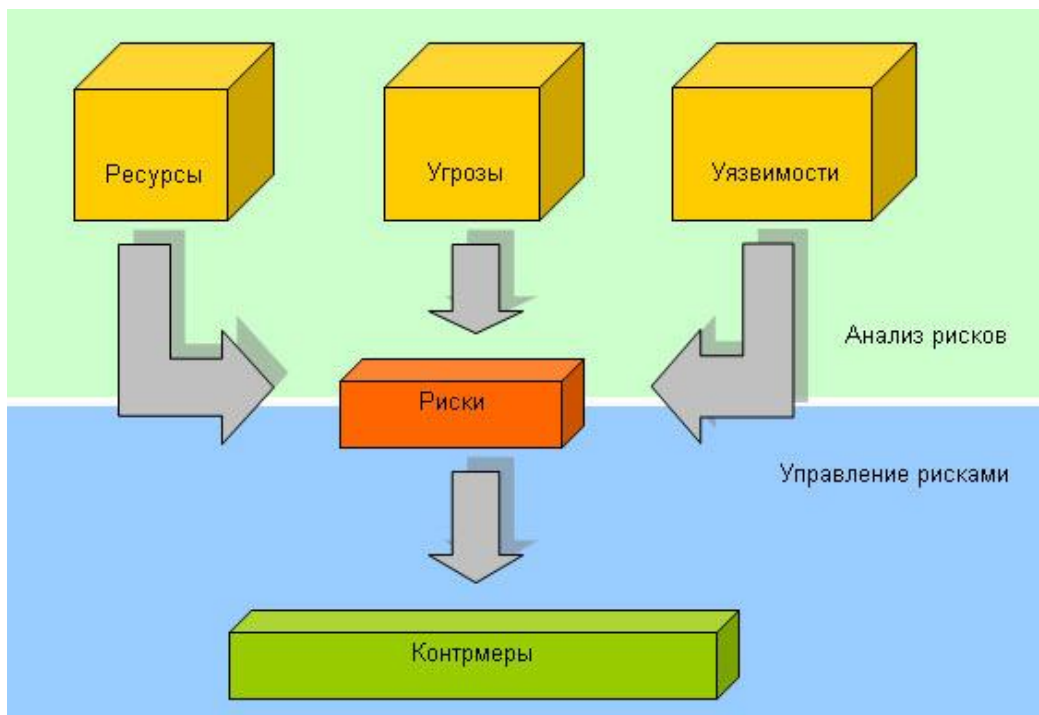 Ресурсы
Угрозы
Уязвимости
Анализ рисков
Риски
Управление рисками
Контрмеры